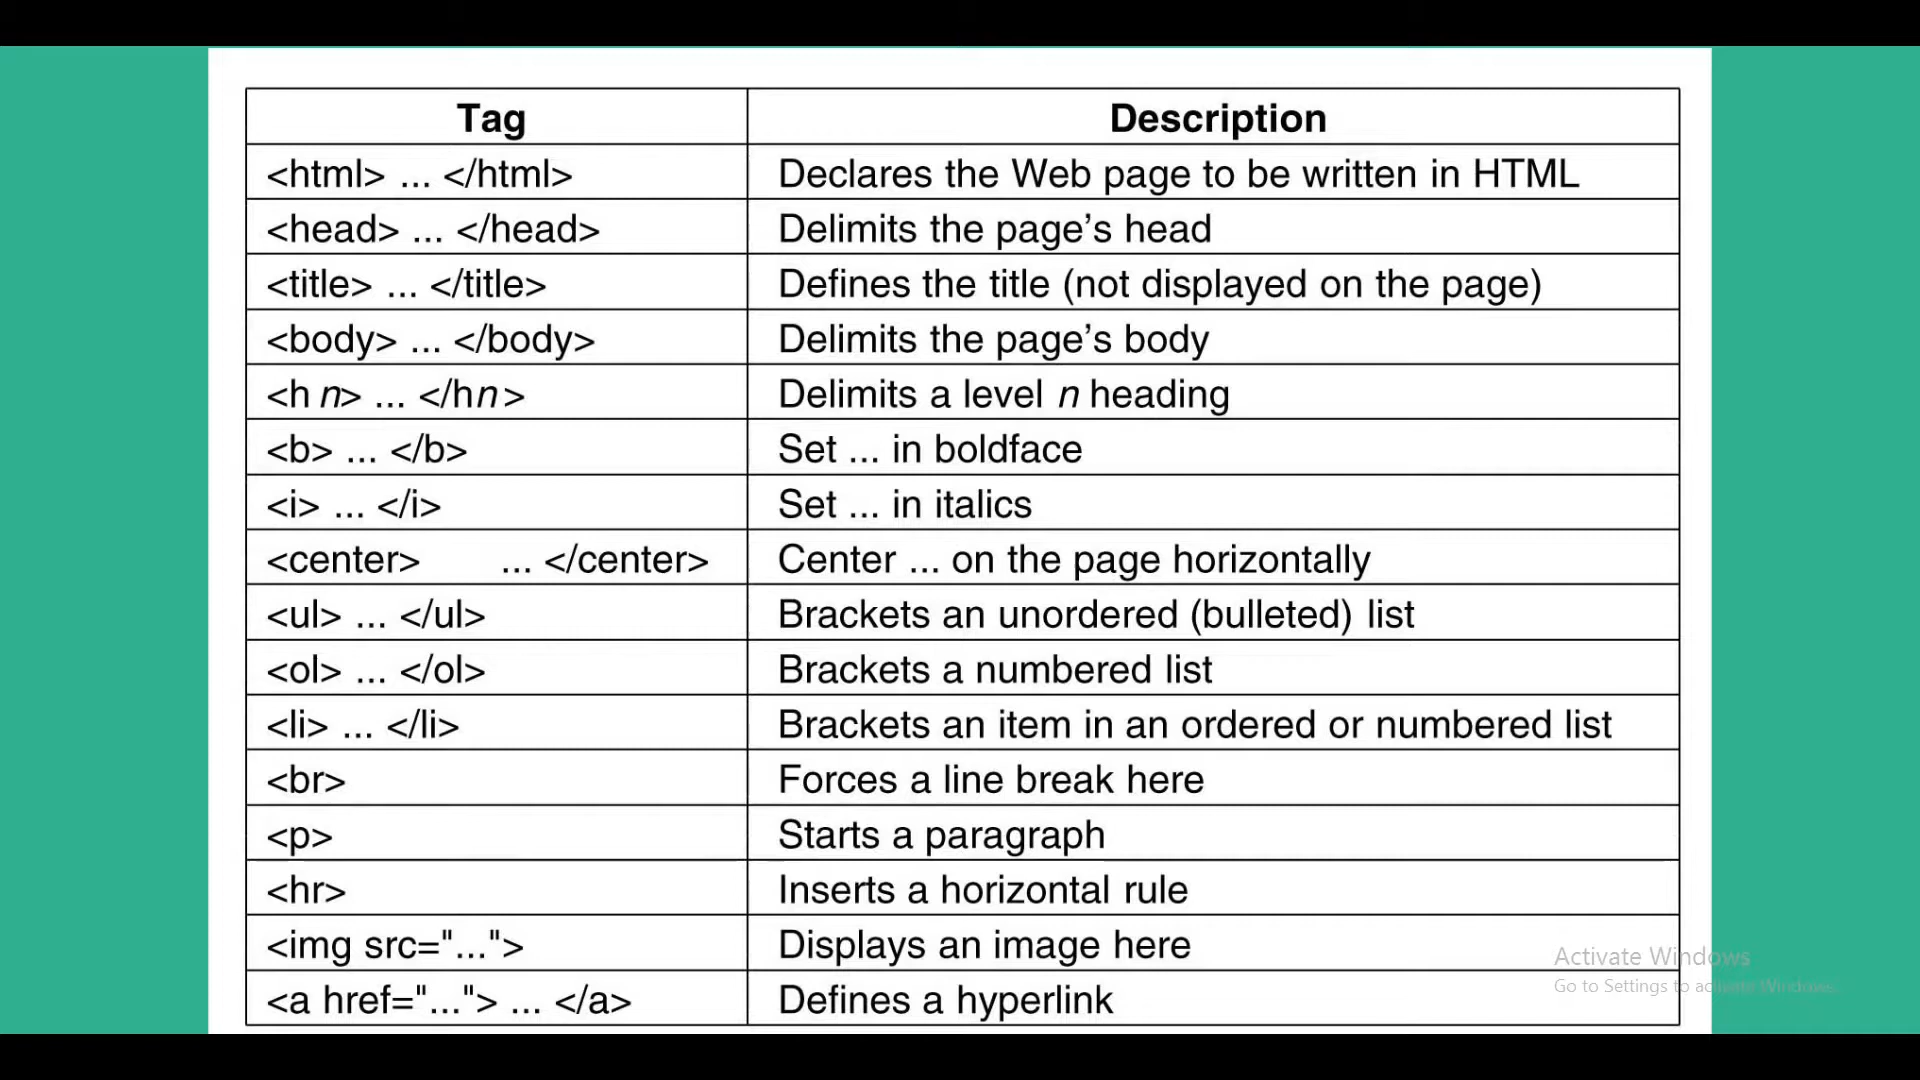 Tag Description
<html> ... </html> Declares the Web page to be written in HTML
<head> ... </head> Delimits the page’s head
<title> ... </title> Defines the title (not displayed on the page)
<body> ... </body> Delimits the page’s body
<h n> ... </hn> Delimits a level n heading
<b> ... </b> Set ... in boldface
<i> ... </i> Set ... in italics
<center> ... </center> Center ... on the page horizontally
<ul> ... </ul> Brackets an unordered (bulleted) list
<ol> ... </ol> Brackets a numbered list
<li> ... </li> Brackets an item in an ordered or numbered list
<br> Forces a line break here
<p> Starts a paragraph
<hr> Inserts a horizontal rule
<img src="..."> Displays an image here
<a href="..."> ... </a> Defines a hyperlink
Activate Windows
Go to Settings to activate Windows.